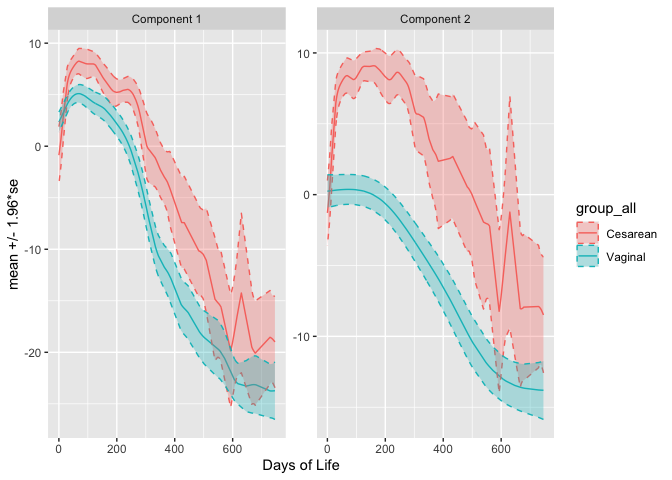 Component 1
Component 2
10
0
-10
-20
10
0
-10
mean +/- 1.96*se
0 200 400 600
0 200 400 600
Days of Life
group_all
Cesarean
Vaginal